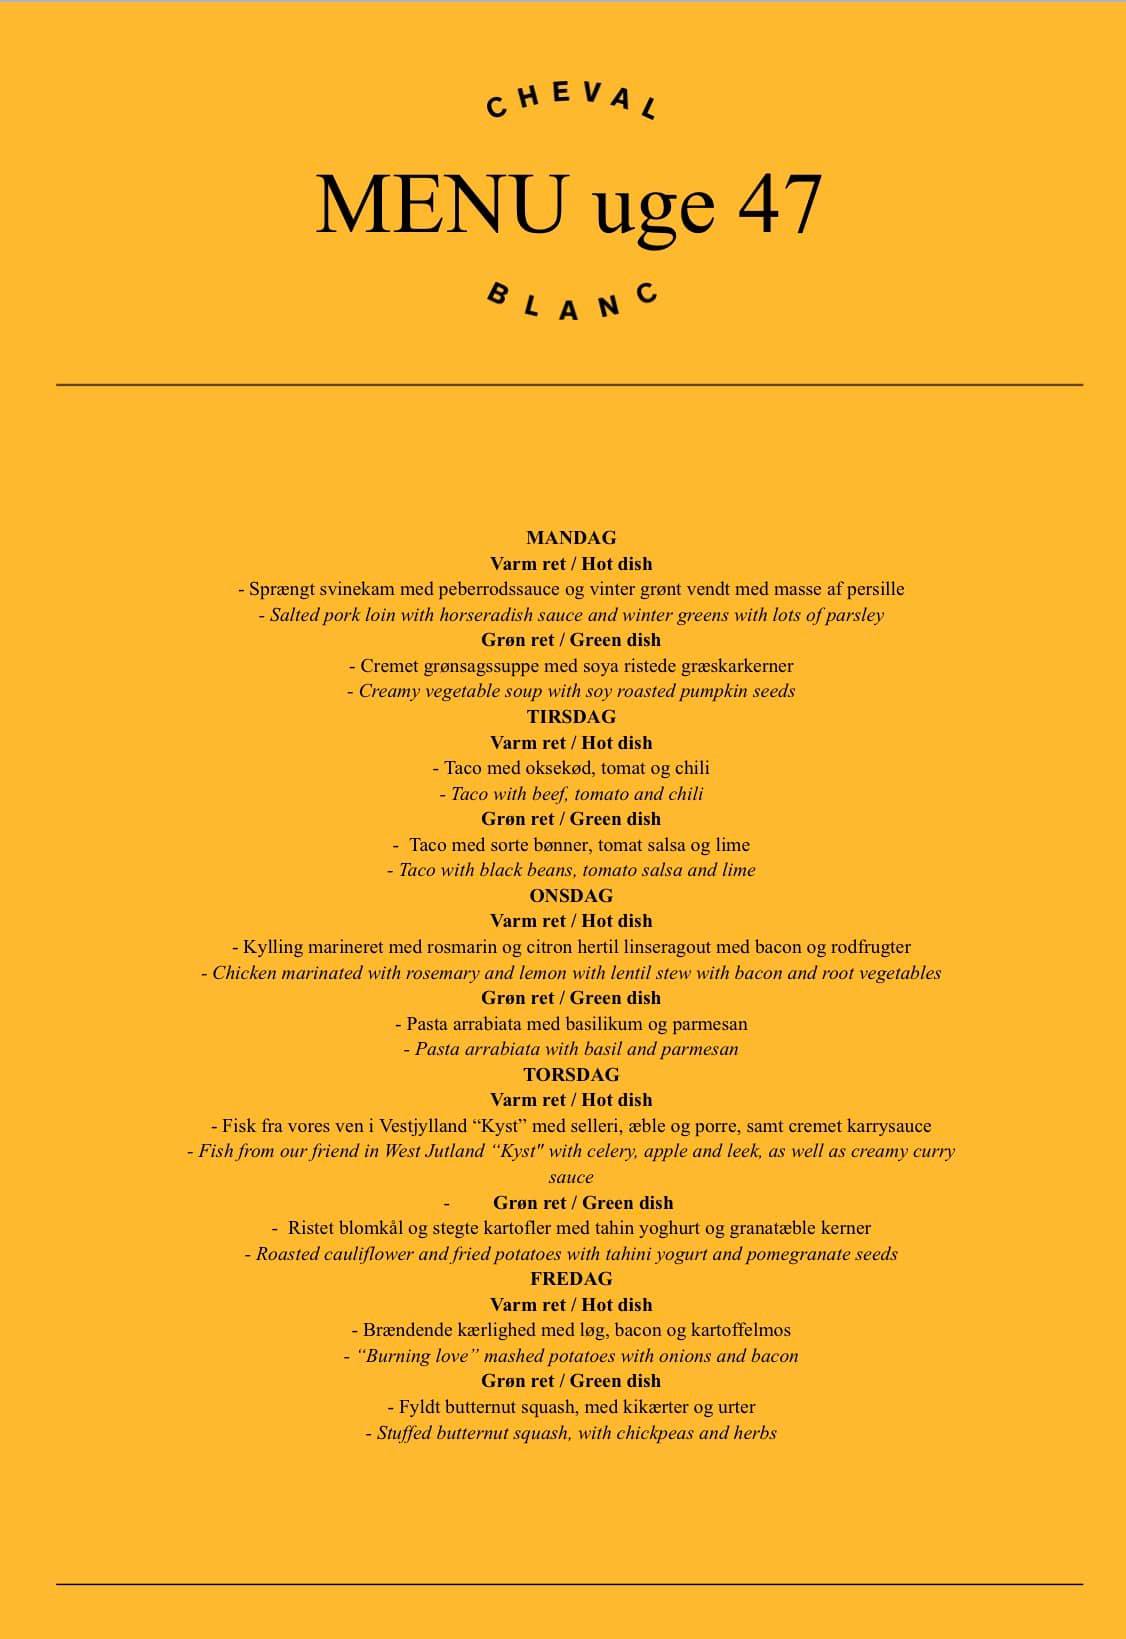 CHEVAL
MENU uge 47
BLANC
MANDAG
Varm ret / Hot dish
- Sprængt svinekam med peberrodssauce og vinter grønt vendt med masse af persille
- Salted pork loin with horseradish sauce and winter greens with lots of parsley
Grøn ret / Green dish
- Cremet grønsagssuppe med soya ristede græskarkerner
- Creamy vegetable soup with soy roasted pumpkin seeds
TIRSDAG
Varm ret / Hot dish
- Taco med oksekød, tomat og chili
- Taco with beef, tomato and chili
Grøn ret / Green dish
- Taco med sorte bønner, tomat salsa og lime
- Taco with black beans, tomato salsa and lime
ONSDAG
Varm ret / Hot dish
- Kylling marineret med rosmarin og citron hertil linseragout med bacon og rodfrugter
- Chicken marinated with rosemary and lemon with lentil stew with bacon and root vegetables
Grøn ret / Green dish
- Pasta arrabiata med basilikum og parmesan
- Pasta arrabiata with basil and parmesan
TORSDAG
Varm ret / Hot dish
- Fisk fra vores ven i Vestjylland “Kyst” med selleri, æble og porre, samt cremet karrysauce
- Fish from our friend in West Jutland “Kyst" with celery, apple and leek, as well as creamy curry
sauce
- Grøn ret / Green dish
- Ristet blomkål og stegte kartofler med tahin yoghurt og granatæble kerner
- Roasted cauliflower and fried potatoes with tahini yogurt and pomegranate seeds
FREDAG
Varm ret / Hot dish
- Brændende kærlighed med løg, bacon og kartoffelmos
- “Burning love” mashed potatoes with onions and bacon
Grøn ret / Green dish
- Fyldt butternut squash, med kikærter og urter
- Stuffed butternut squash, with chickpeas and herbs